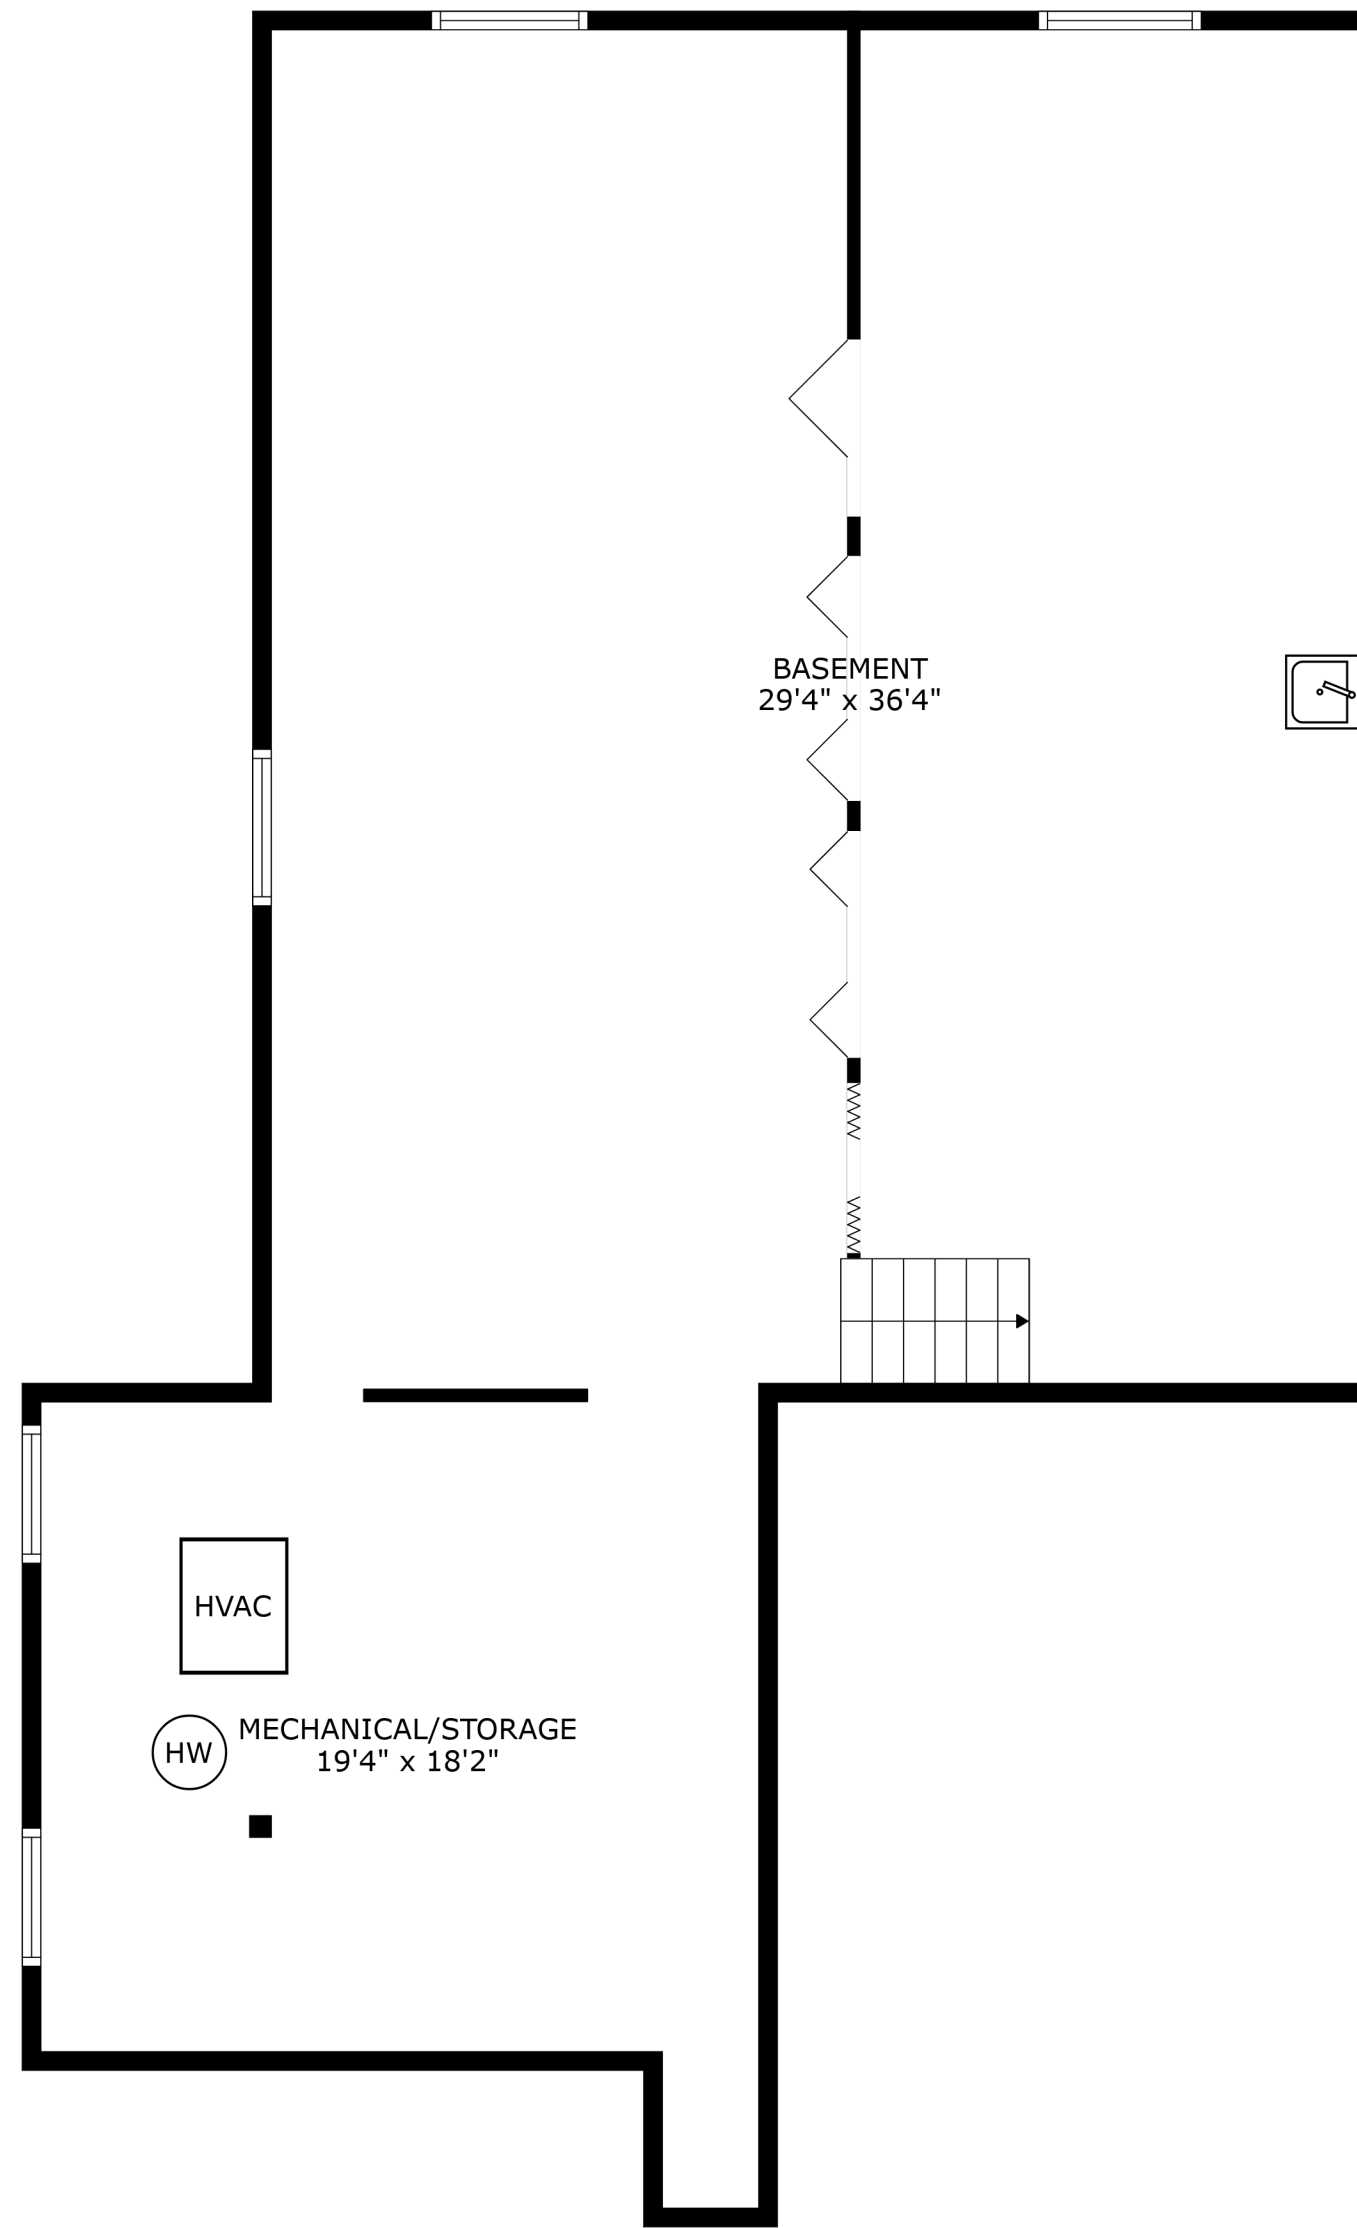 BASEMENT
29'4" x 36'4"
HVAC
HW
MECHANICAL/STORAGE
19'4" x 18'2"